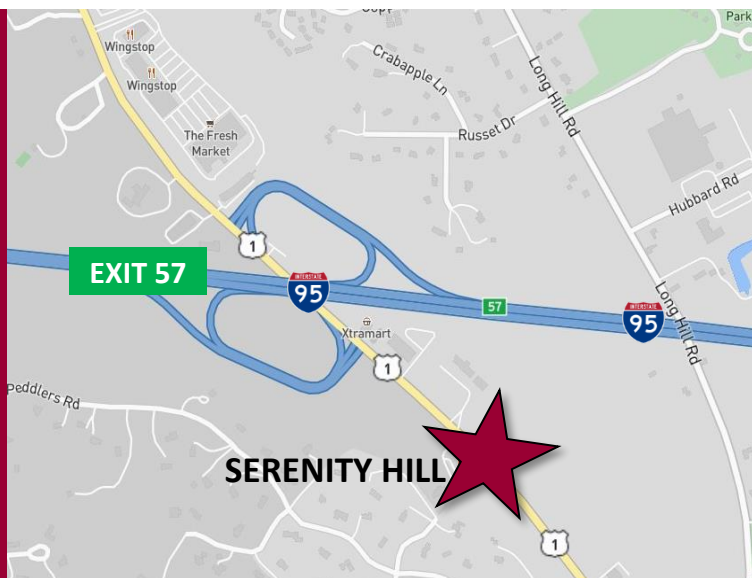 Park
Wingstop
Crabapple Ln
Wingstop
Long Hill Rd
The Fresh
Market
Russet Dr
Hubbard Rd
1
EXIT 57
INTERSTATE
95
57
INTERSTATE
95
Xtramart
Long Hill Rd
1
Peddlers Rd
SERENITY HILL
1